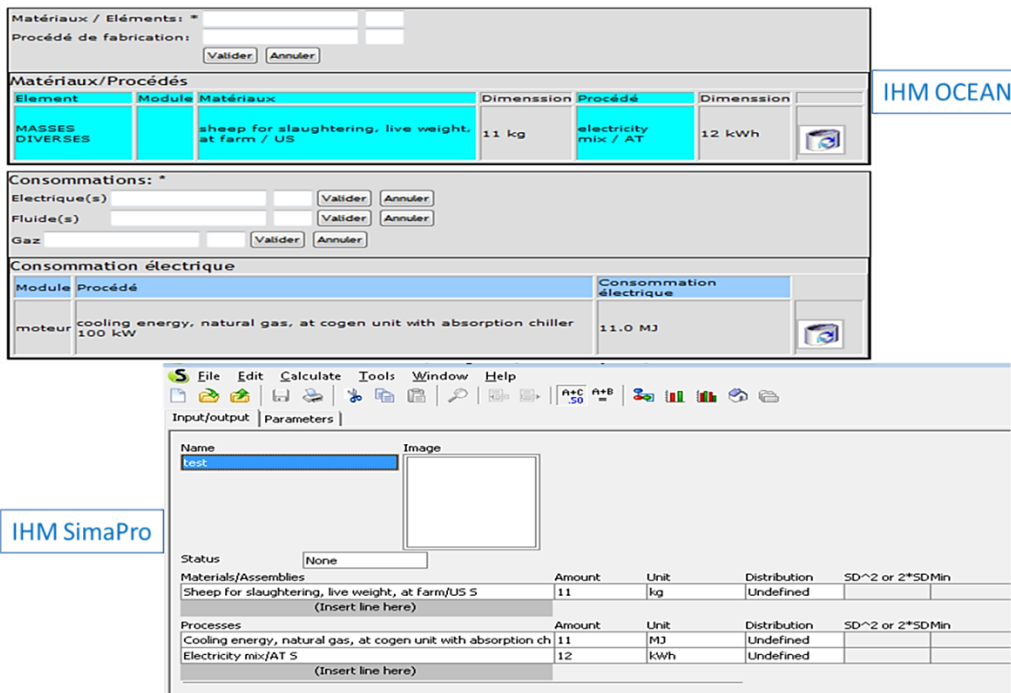 Matériaux / Eléments: *
Procédé de fabrication:
Valider Annuler
Matériaux/Procédés
Element Module Matériaux Dimenssion Procédé Dimenssion
MASSES DIVERSES sheep for slaughtering, live weight, at farm / US 11 kg electricity mix / AT 12 kWh
IHM OCEAN
Consommations: *
Electrique(s) Valider Annuler
Fluide(s) Valider Annuler
Gaz Valider Annuler
Consommation électrique
Module Procédé Consommation électrique
moteur cooling energy, natural gas, at cogen unit with absorption chiller 100 kW 11.0 MJ
S File Edit Calculate Tools Window Help
A+C .50 A+B =
Input/output Parameters
Name Image
test
IHM SimaPro
Status None
Materials/Assemblies Amount Unit Distribution SD^2 or 2*SD Min
Sheep for slaughtering, live weight, at farm/US S 11 kg Undefined
(Insert line here)
Processes Amount Unit Distribution SD^2 or 2*SD Min
Cooling energy, natural gas, at cogen unit with absorption ch 11 MJ Undefined
Electricity mix/AT S 12 kWh Undefined
(Insert line here)